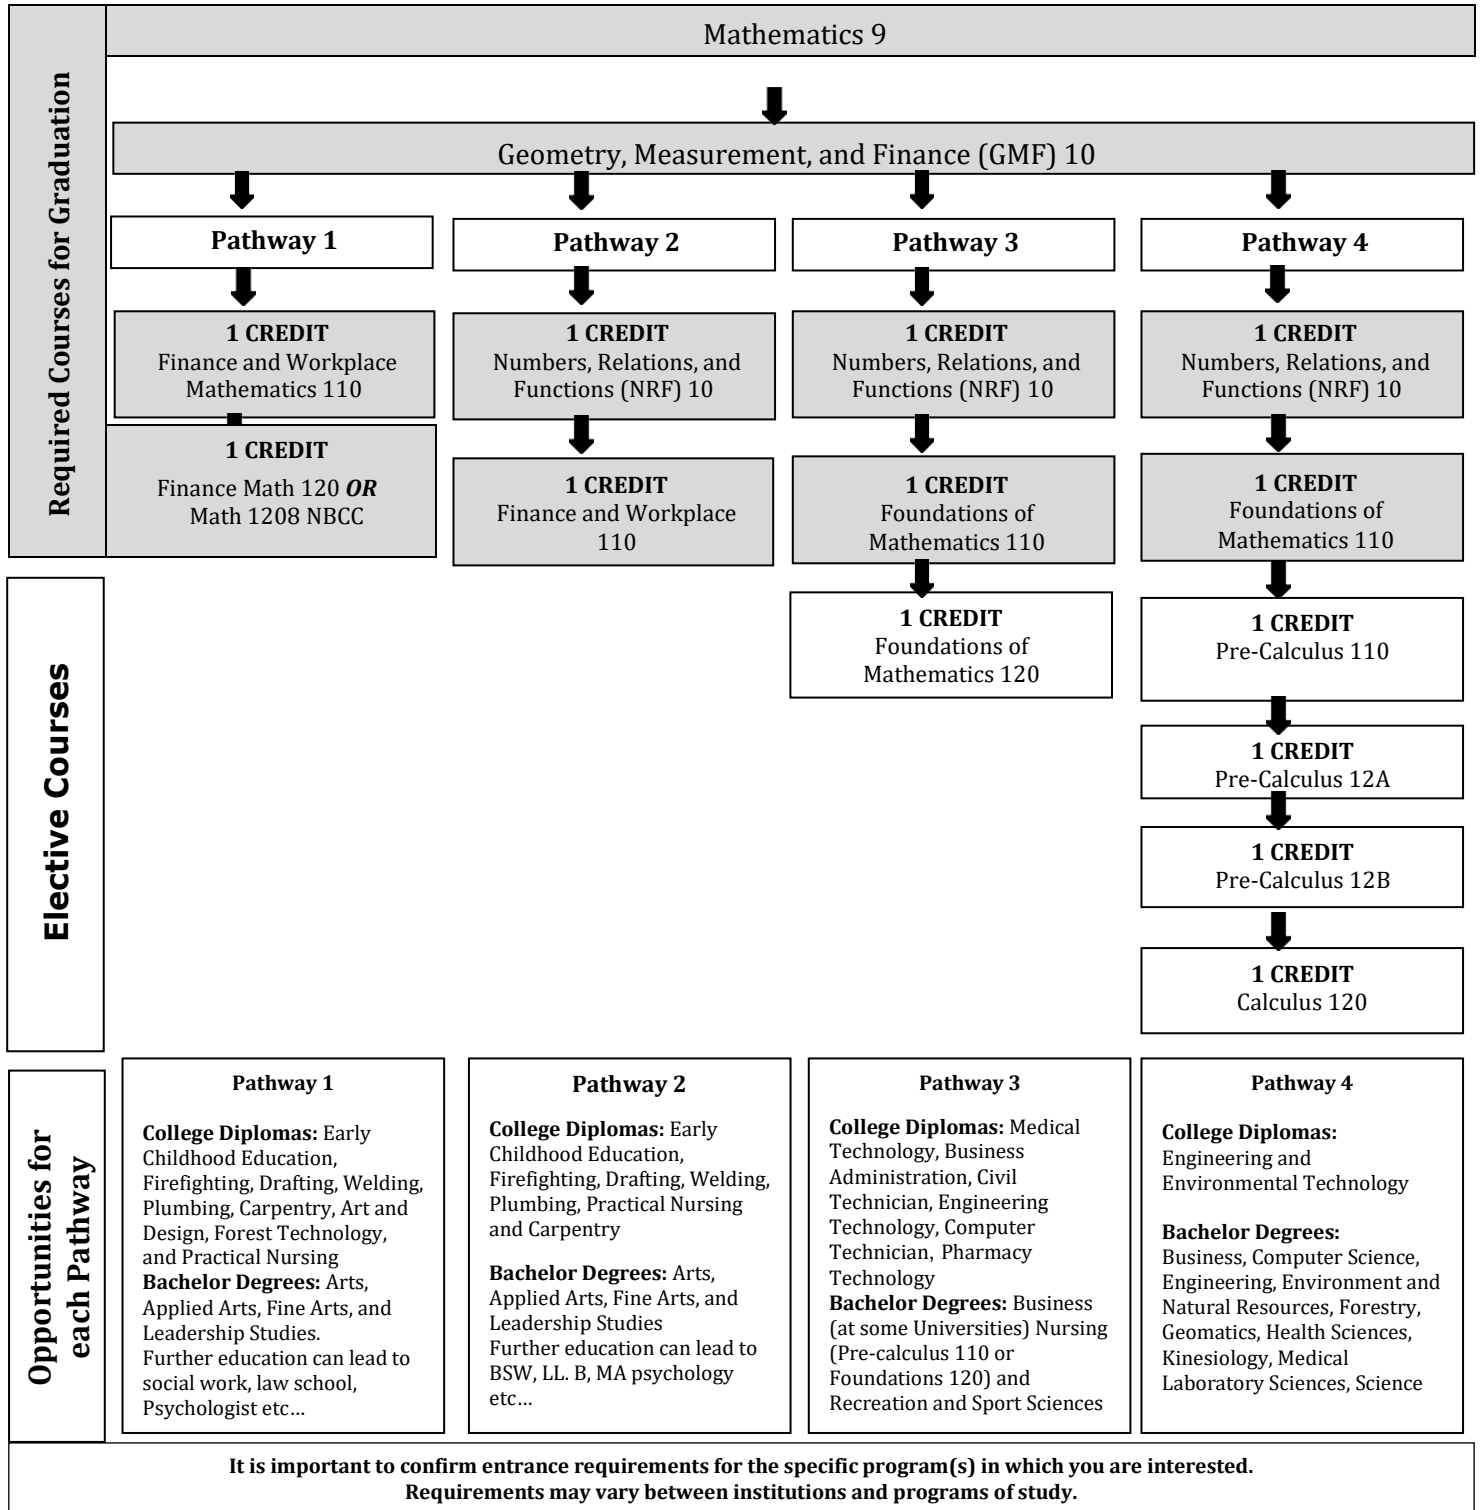 Required Courses for Graduation
Mathematics 9
Geometry, Measurement, and Finance (GMF) 10
Pathway 1
1 CREDIT
Finance and Workplace
Mathematics 110
1 CREDIT
Finance Math 120 OR
Math 1208 NBCC
Pathway 2
1 CREDIT
Numbers, Relations, and
Functions (NRF) 10
1 CREDIT
Finance and Workplace
110
Pathway 3
1 CREDIT
Numbers, Relations, and
Functions (NRF) 10
1 CREDIT
Foundations of
Mathematics 110
Pathway 4
1 CREDIT
Numbers, Relations, and
Functions (NRF) 10
1 CREDIT
Foundations of
Mathematics 110
Elective Courses
1 CREDIT
Foundations of
Mathematics 120
1 CREDIT
Pre-Calculus 110
1 CREDIT
Pre-Calculus 12A
1 CREDIT
Pre-Calculus 12B
1 CREDIT
Calculus 120
Opportunities for
each Pathway
Pathway 1
College Diplomas: Early
Childhood Education,
Firefighting, Drafting, Welding,
Plumbing, Carpentry, Art and
Design, Forest Technology,
and Practical Nursing
Bachelor Degrees: Arts,
Applied Arts, Fine Arts, and
Leadership Studies.
Further education can lead to
social work, law school,
Psychologist etc…
Pathway 2
College Diplomas: Early
Childhood Education,
Firefighting, Drafting, Welding,
Plumbing, Practical Nursing
and Carpentry
Bachelor Degrees: Arts,
Applied Arts, Fine Arts, and
Leadership Studies
Further education can lead to
BSW, LL. B, MA psychology
etc…
Pathway 3
College Diplomas: Medical
Technology, Business
Administration, Civil
Technician, Engineering
Technology, Computer
Technician, Pharmacy
Technology
Bachelor Degrees: Business
(at some Universities) Nursing
(Pre-calculus 110 or
Foundations 120) and
Recreation and Sport Sciences
Pathway 4
College Diplomas:
Engineering and
Environmental Technology
Bachelor Degrees:
Business, Computer Science,
Engineering, Environment and
Natural Resources, Forestry,
Geomatics, Health Sciences,
Kinesiology, Medical
Laboratory Sciences, Science
It is important to confirm entrance requirements for the specific program(s) in which you are interested.
Requirements may vary between institutions and programs of study.